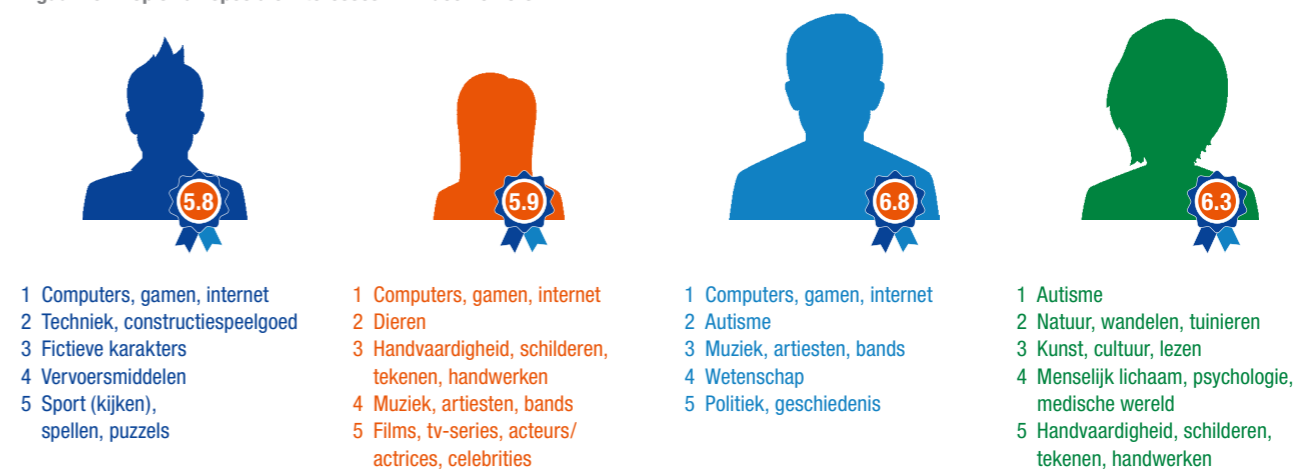 5.8
5.9
6.8
6.3
1 Computers, gamen, internet
2 Techniek, constructiespeelgoed
3 Fictieve karakters
4 Vervoersmiddelen
5 Sport (kijken),
spellen, puzzels
1 Computers, gamen, internet
2 Dieren
3 Handvaardigheid, schilderen,
tekenen, handwerken
4 Muziek, artiesten, bands
5 Films, tv-series, acteurs/
actrices, celebrities
1 Computers, gamen, internet
2 Autisme
3 Muziek, artiesten, bands
4 Wetenschap
5 Politiek, geschiedenis
1 Autisme
2 Natuur, wandelen, tuinieren
3 Kunst, cultuur, lezen
4 Menselijk lichaam, psychologie,
medische wereld
5 Handvaardigheid, schilderen,
tekenen, handwerken